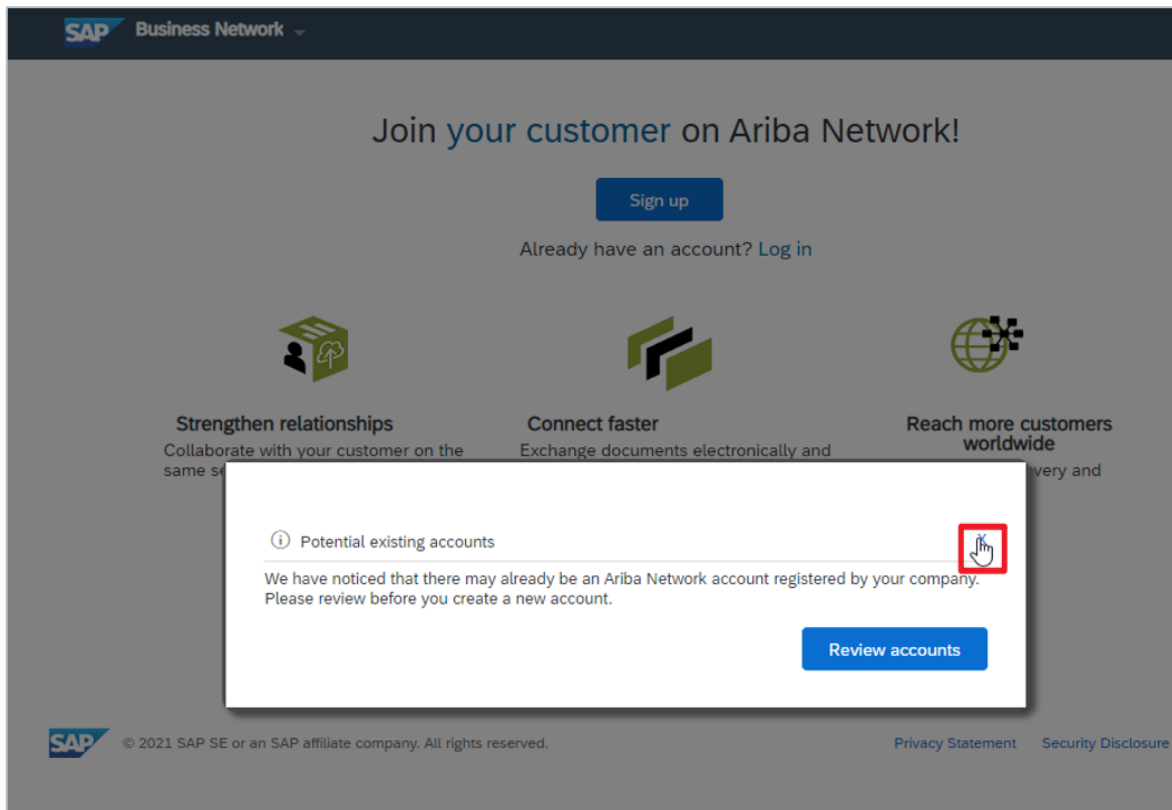 SAP Business Network
Join your customer on Ariba Network!
Sign up
Already have an account? Log in
Strengthen relationships
Collaborate with your customer on the
same se
Connect faster
Exchange documents electronically and
Reach more customers
worldwide
very and
Potential existing accounts
X
We have noticed that there may already be an Ariba Network account registered by your company.
Please review before you create a new account.
Review accounts
SAP © 2021 SAP SE or an SAP affiliate company. All rights reserved.
Privacy Statement Security Disclosure